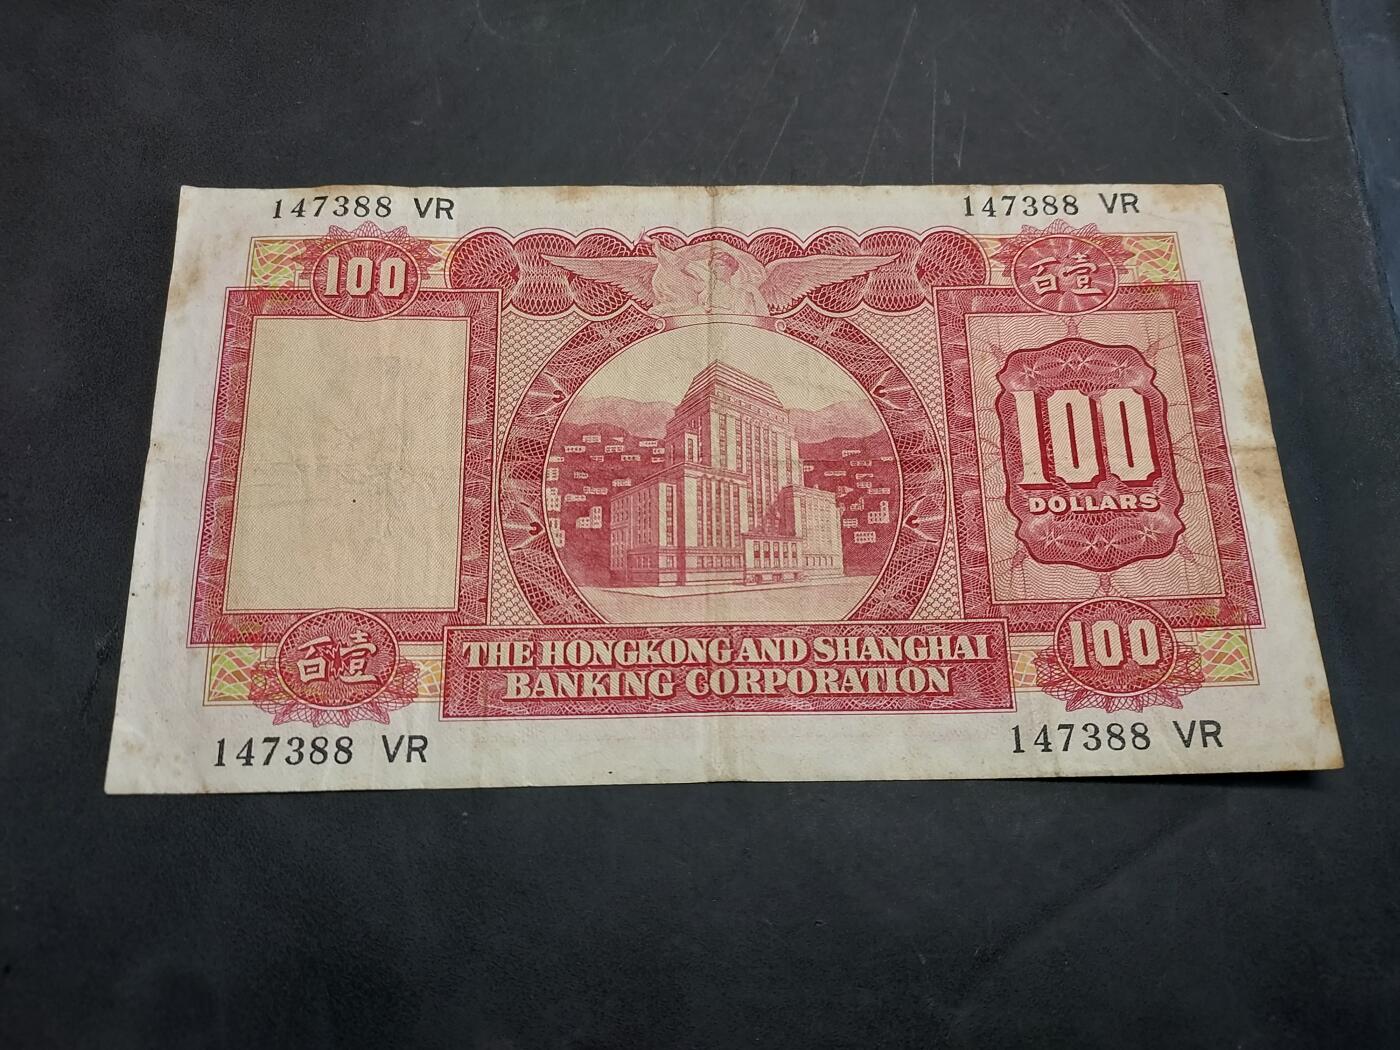 147388 VR
147388 VR
100
百壹
100
DOLLARS
THE HONGKONG AND SHANGHAI
BANKING CORPORATION
百壹
100
147388 VR
147388 VR